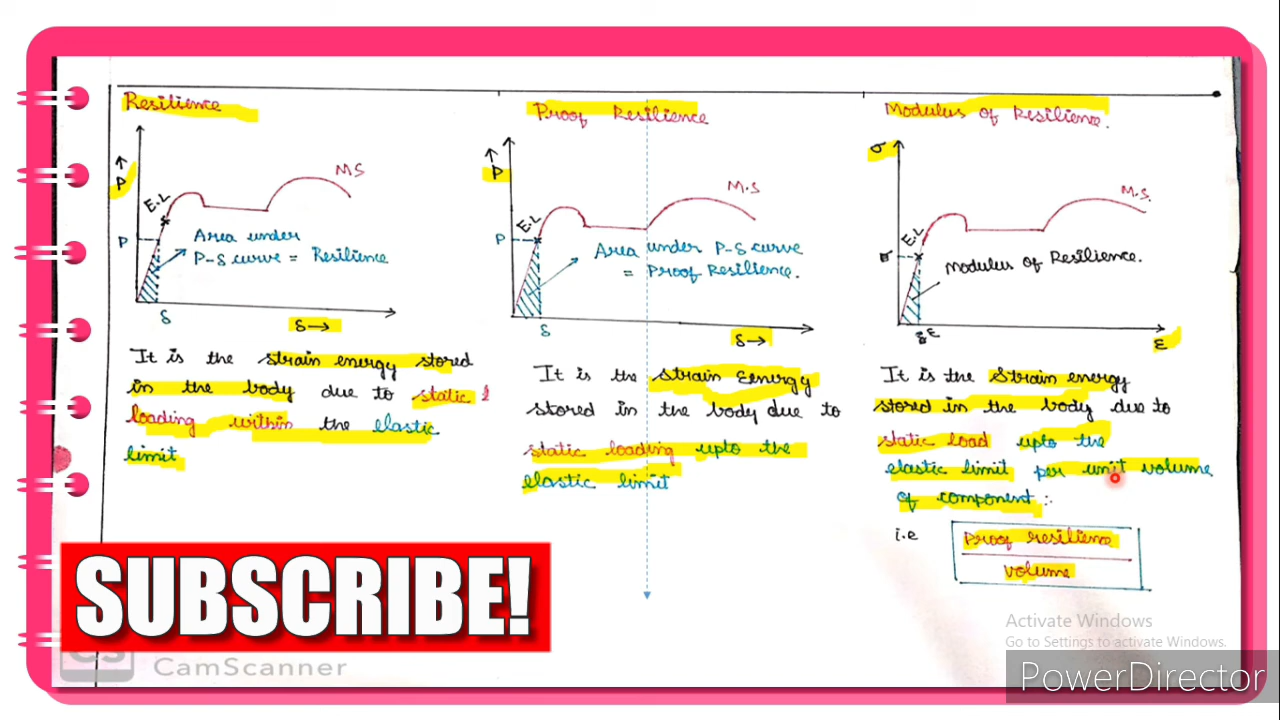 Resilience
↑
P
E.L
MS
P
Area under
P-δ curve = Resilience
δ
δ→
It is the strain energy stored
in the body due to static
loading within the elastic
limit
Proof Resilience
↑
P
E.L
M.S
P
Area under P-δ curve
= Proof Resilience.
δ
δ→
It is the strain Eenergy
stored in the body due to
static loading upto the
elastic limit
Modulus of Resilience.
σ
E.L
M.S.
σ
Modulus of Resilience.
ε
ε
It is the Strain energy
stored in the body due to
static load upto the
elastic limit per unit volume
of component :-
i.e
Proof resilience
volume
SUBSCRIBE!
CS
CamScanner
Activate Windows
Go to Settings to activate Windows.
PowerDirector